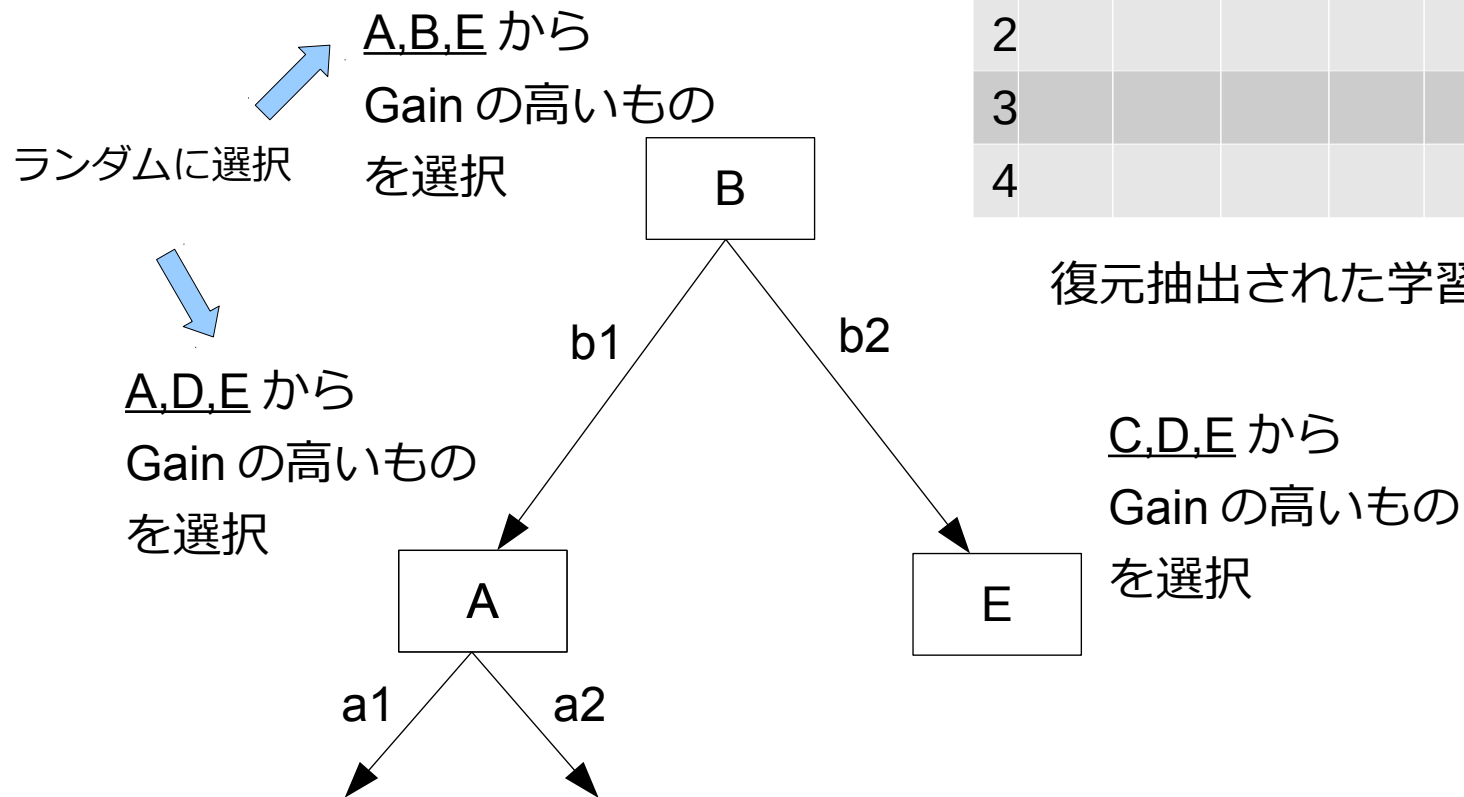 A,B,E から
Gain の高いもの
を選択
ランダムに選択
2
3
4
B
復元抽出された学習
b1
b2
A,D,E から
Gain の高いもの
を選択
C,D,E から
Gain の高いもの
を選択
A
E
a1
a2